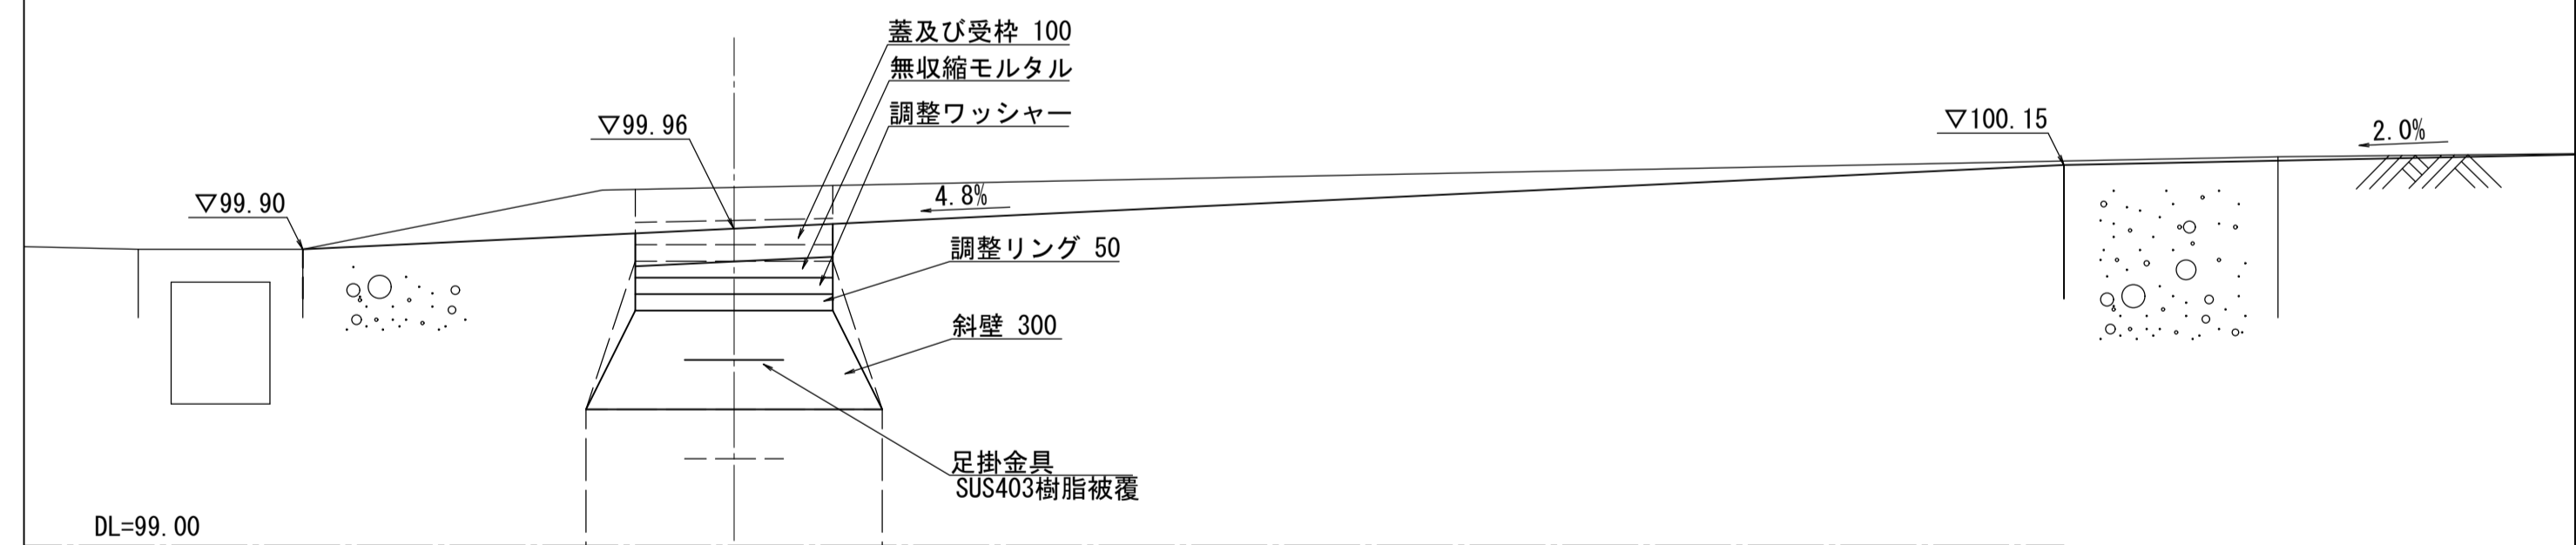 蓋及び受枠 100
無収縮モルタル
調整ワッシャー
▽99.96
▽100.15
2.0%
▽99.90
4.8%
調整リング 50
斜壁 300
足掛金具
SUS403樹脂被覆
DL=99.00